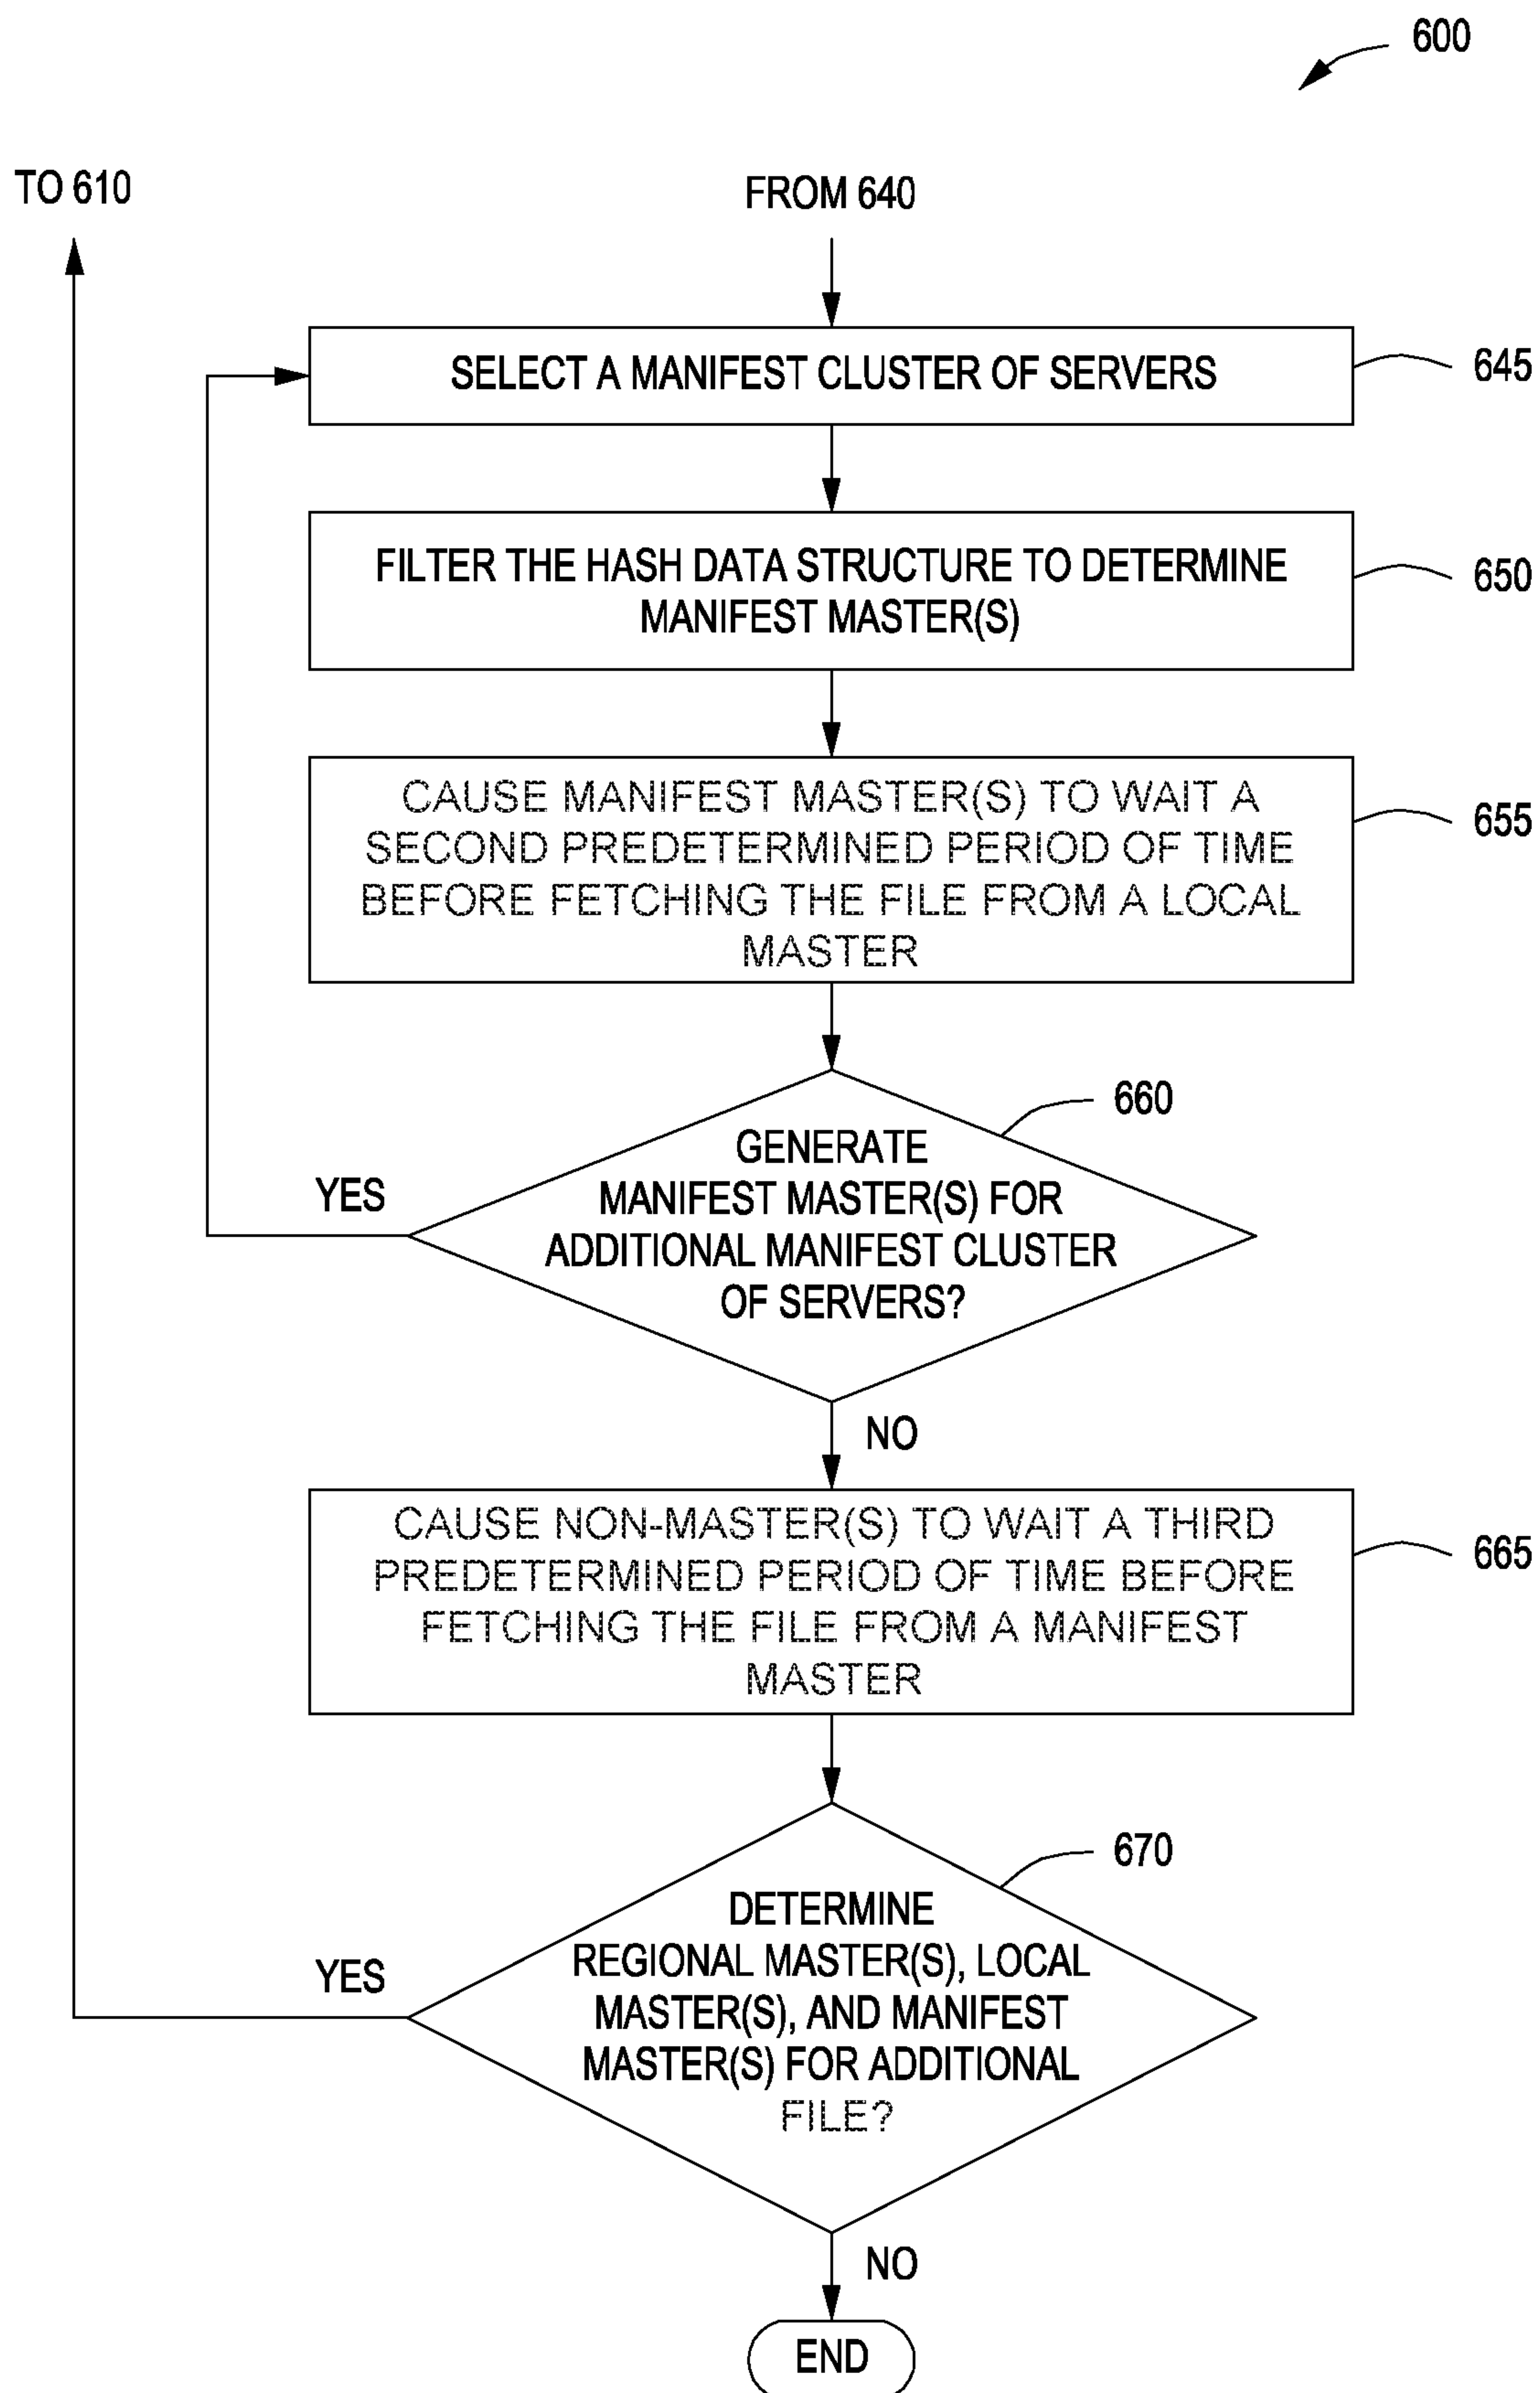 600
TO 610
FROM 640
SELECT A MANIFEST CLUSTER OF SERVERS
645
FILTER THE HASH DATA STRUCTURE TO DETERMINE
MANIFEST MASTER(S)
650
CAUSE MANIFEST MASTER(S) TO WAIT A
SECOND PREDETERMINED PERIOD OF TIME
BEFORE FETCHING THE FILE FROM A LOCAL
MASTER
655
660
GENERATE
MANIFEST MASTER(S) FOR
ADDITIONAL MANIFEST CLUSTER
OF SERVERS?
YES
NO
CAUSE NON-MASTER(S) TO WAIT A THIRD
PREDETERMINED PERIOD OF TIME BEFORE
FETCHING THE FILE FROM A MANIFEST
MASTER
665
670
DETERMINE
REGIONAL MASTER(S), LOCAL
MASTER(S), AND MANIFEST
MASTER(S) FOR ADDITIONAL
FILE?
YES
NO
END